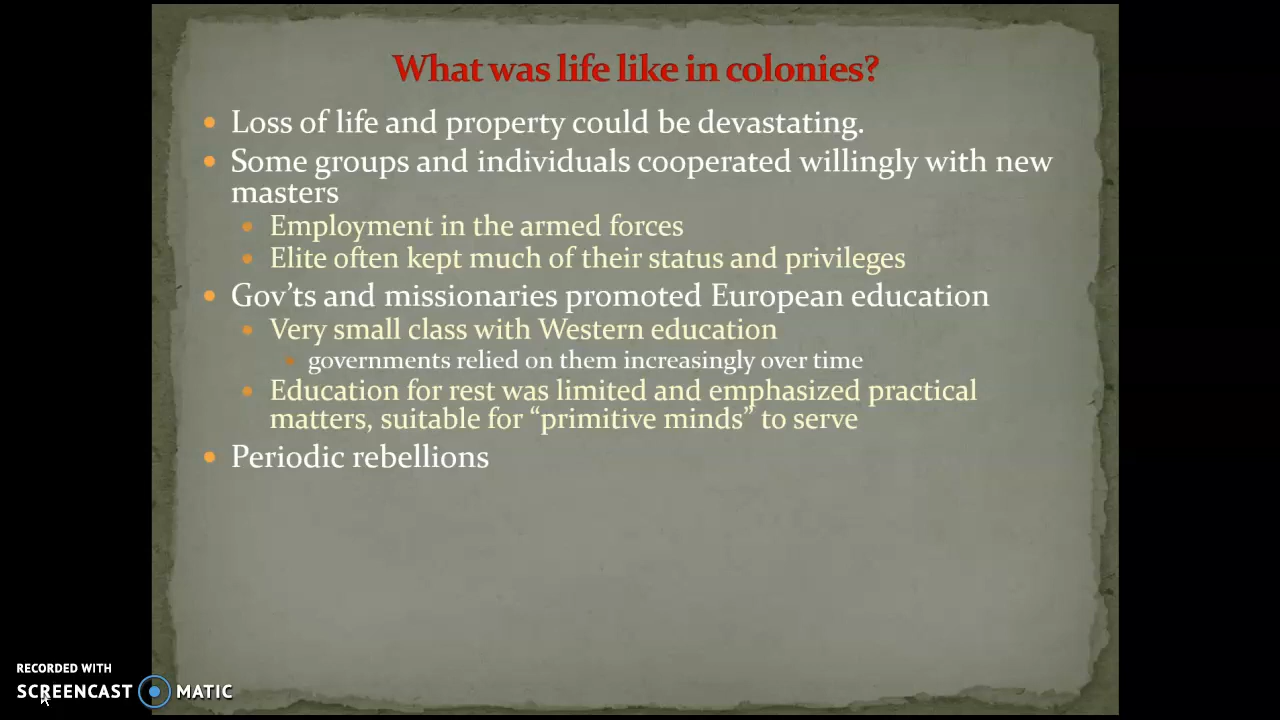 What was life like in colonies?
• Loss of life and property could be devastating.
• Some groups and individuals cooperated willingly with new
masters
• Employment in the armed forces
• Elite often kept much of their status and privileges
• Gov'ts and missionaries promoted European education
• Very small class with Western education
• governments relied on them increasingly over time
• Education for rest was limited and emphasized practical
matters, suitable for “primitive minds” to serve
• Periodic rebellions
RECORDED WITH
SCREENCAST MATIC